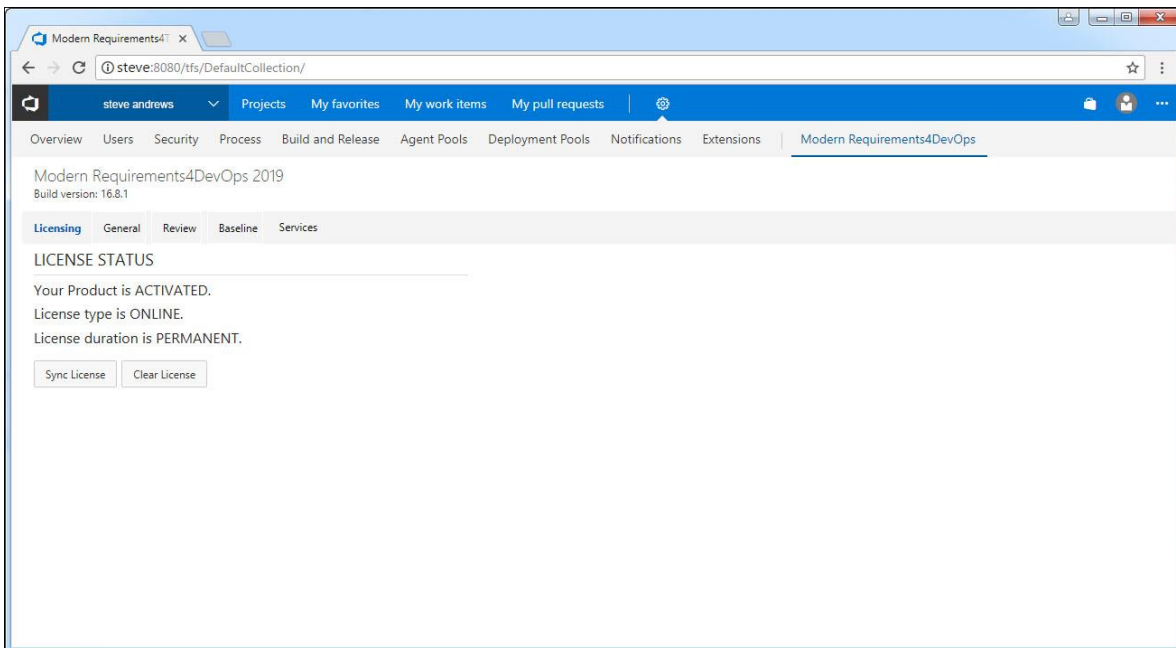 Modern Requirements4T
steve:8080/tfs/DefaultCollection/
steve andrews Projects My favorites My work items My pull requests
Overview Users Security Process Build and Release Agent Pools Deployment Pools Notifications Extensions Modern Requirements4DevOps
Modern Requirements4DevOps 2019
Build version: 16.8.1
Licensing General Review Baseline Services
LICENSE STATUS
Your Product is ACTIVATED.
License type is ONLINE.
License duration is PERMANENT.
Sync License Clear License